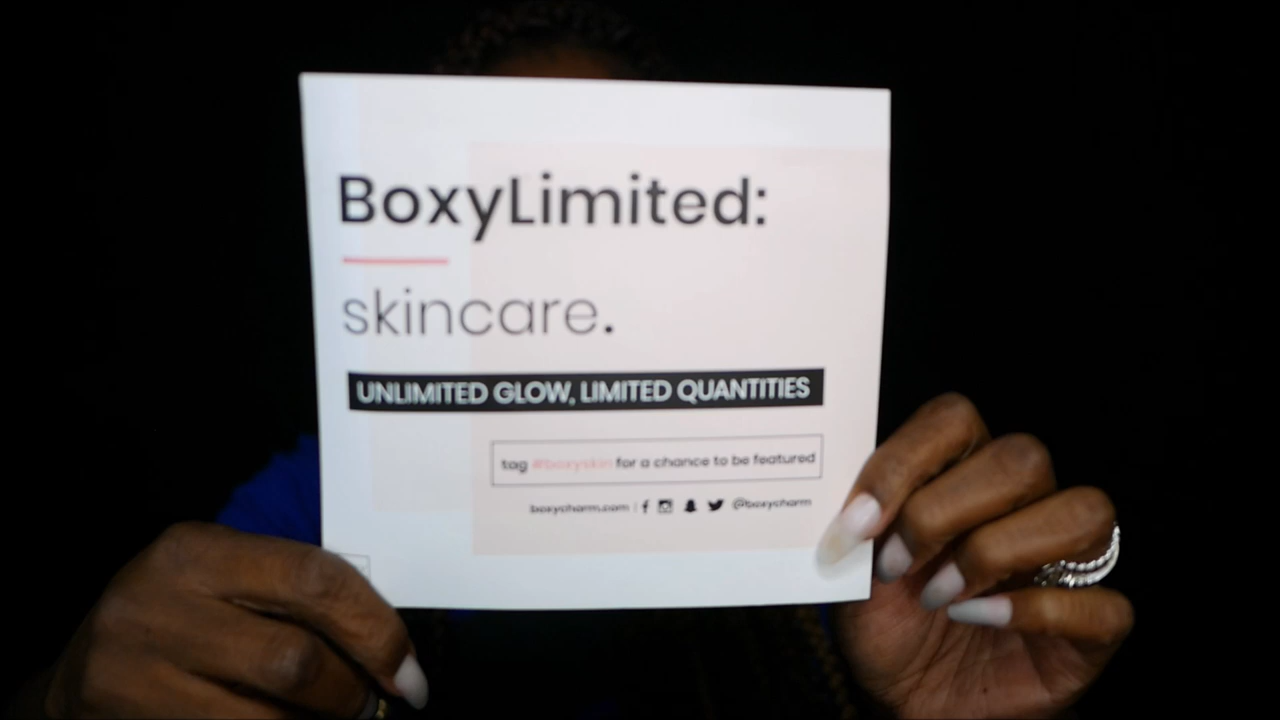 BoxyLimited:
skincare.
UNLIMITED GLOW, LIMITED QUANTITIES
tag #boxyskin for a chance to be featured
boxycharm.com | @boxycharm